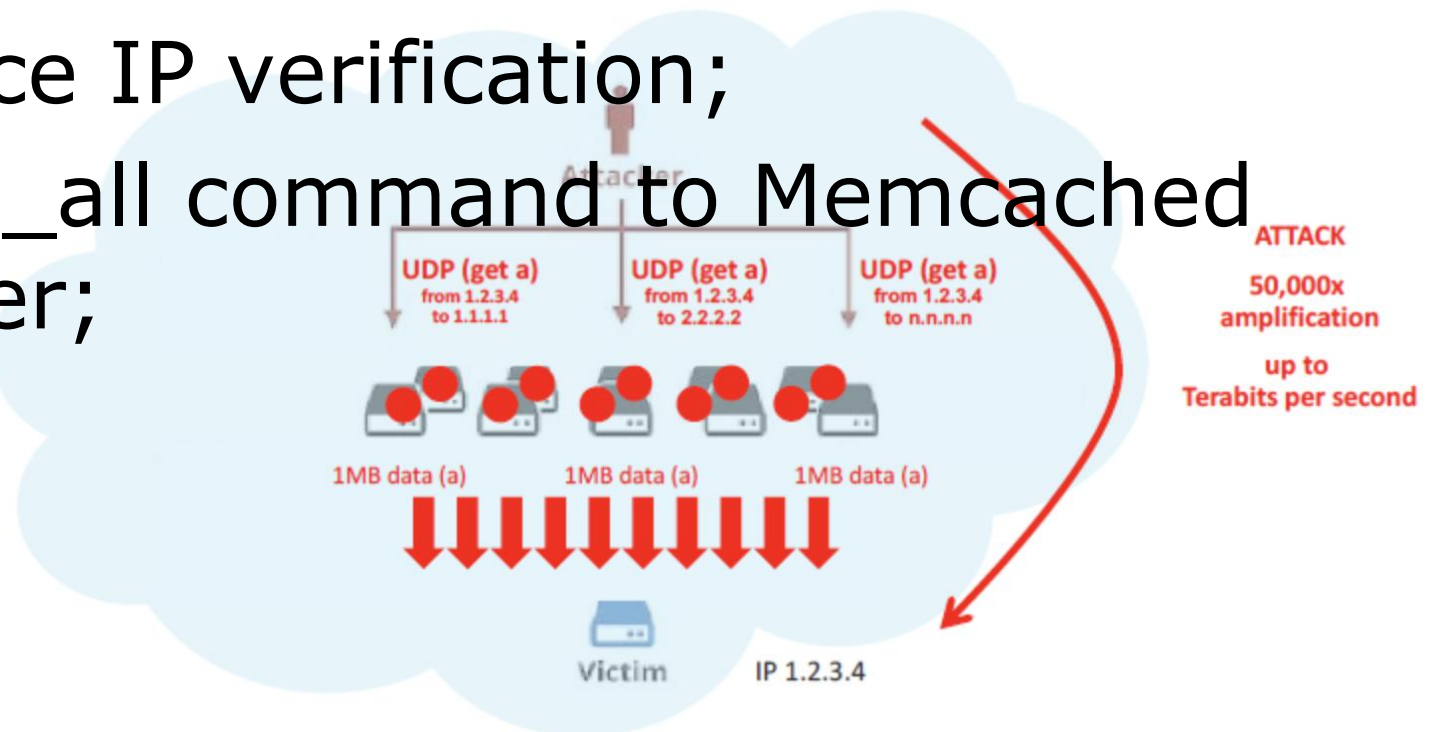 ce IP verification;
_all command to Memcached
er;
Attacker
UDP (get a)
from 1.2.3.4
to 1.1.1.1
UDP (get a)
from 1.2.3.4
to 2.2.2.2
UDP (get a)
from 1.2.3.4
to n.n.n.n
ATTACK
50,000x
amplification
up to
Terabits per second
1MB data (a)
1MB data (a)
1MB data (a)
Victim
IP 1.2.3.4